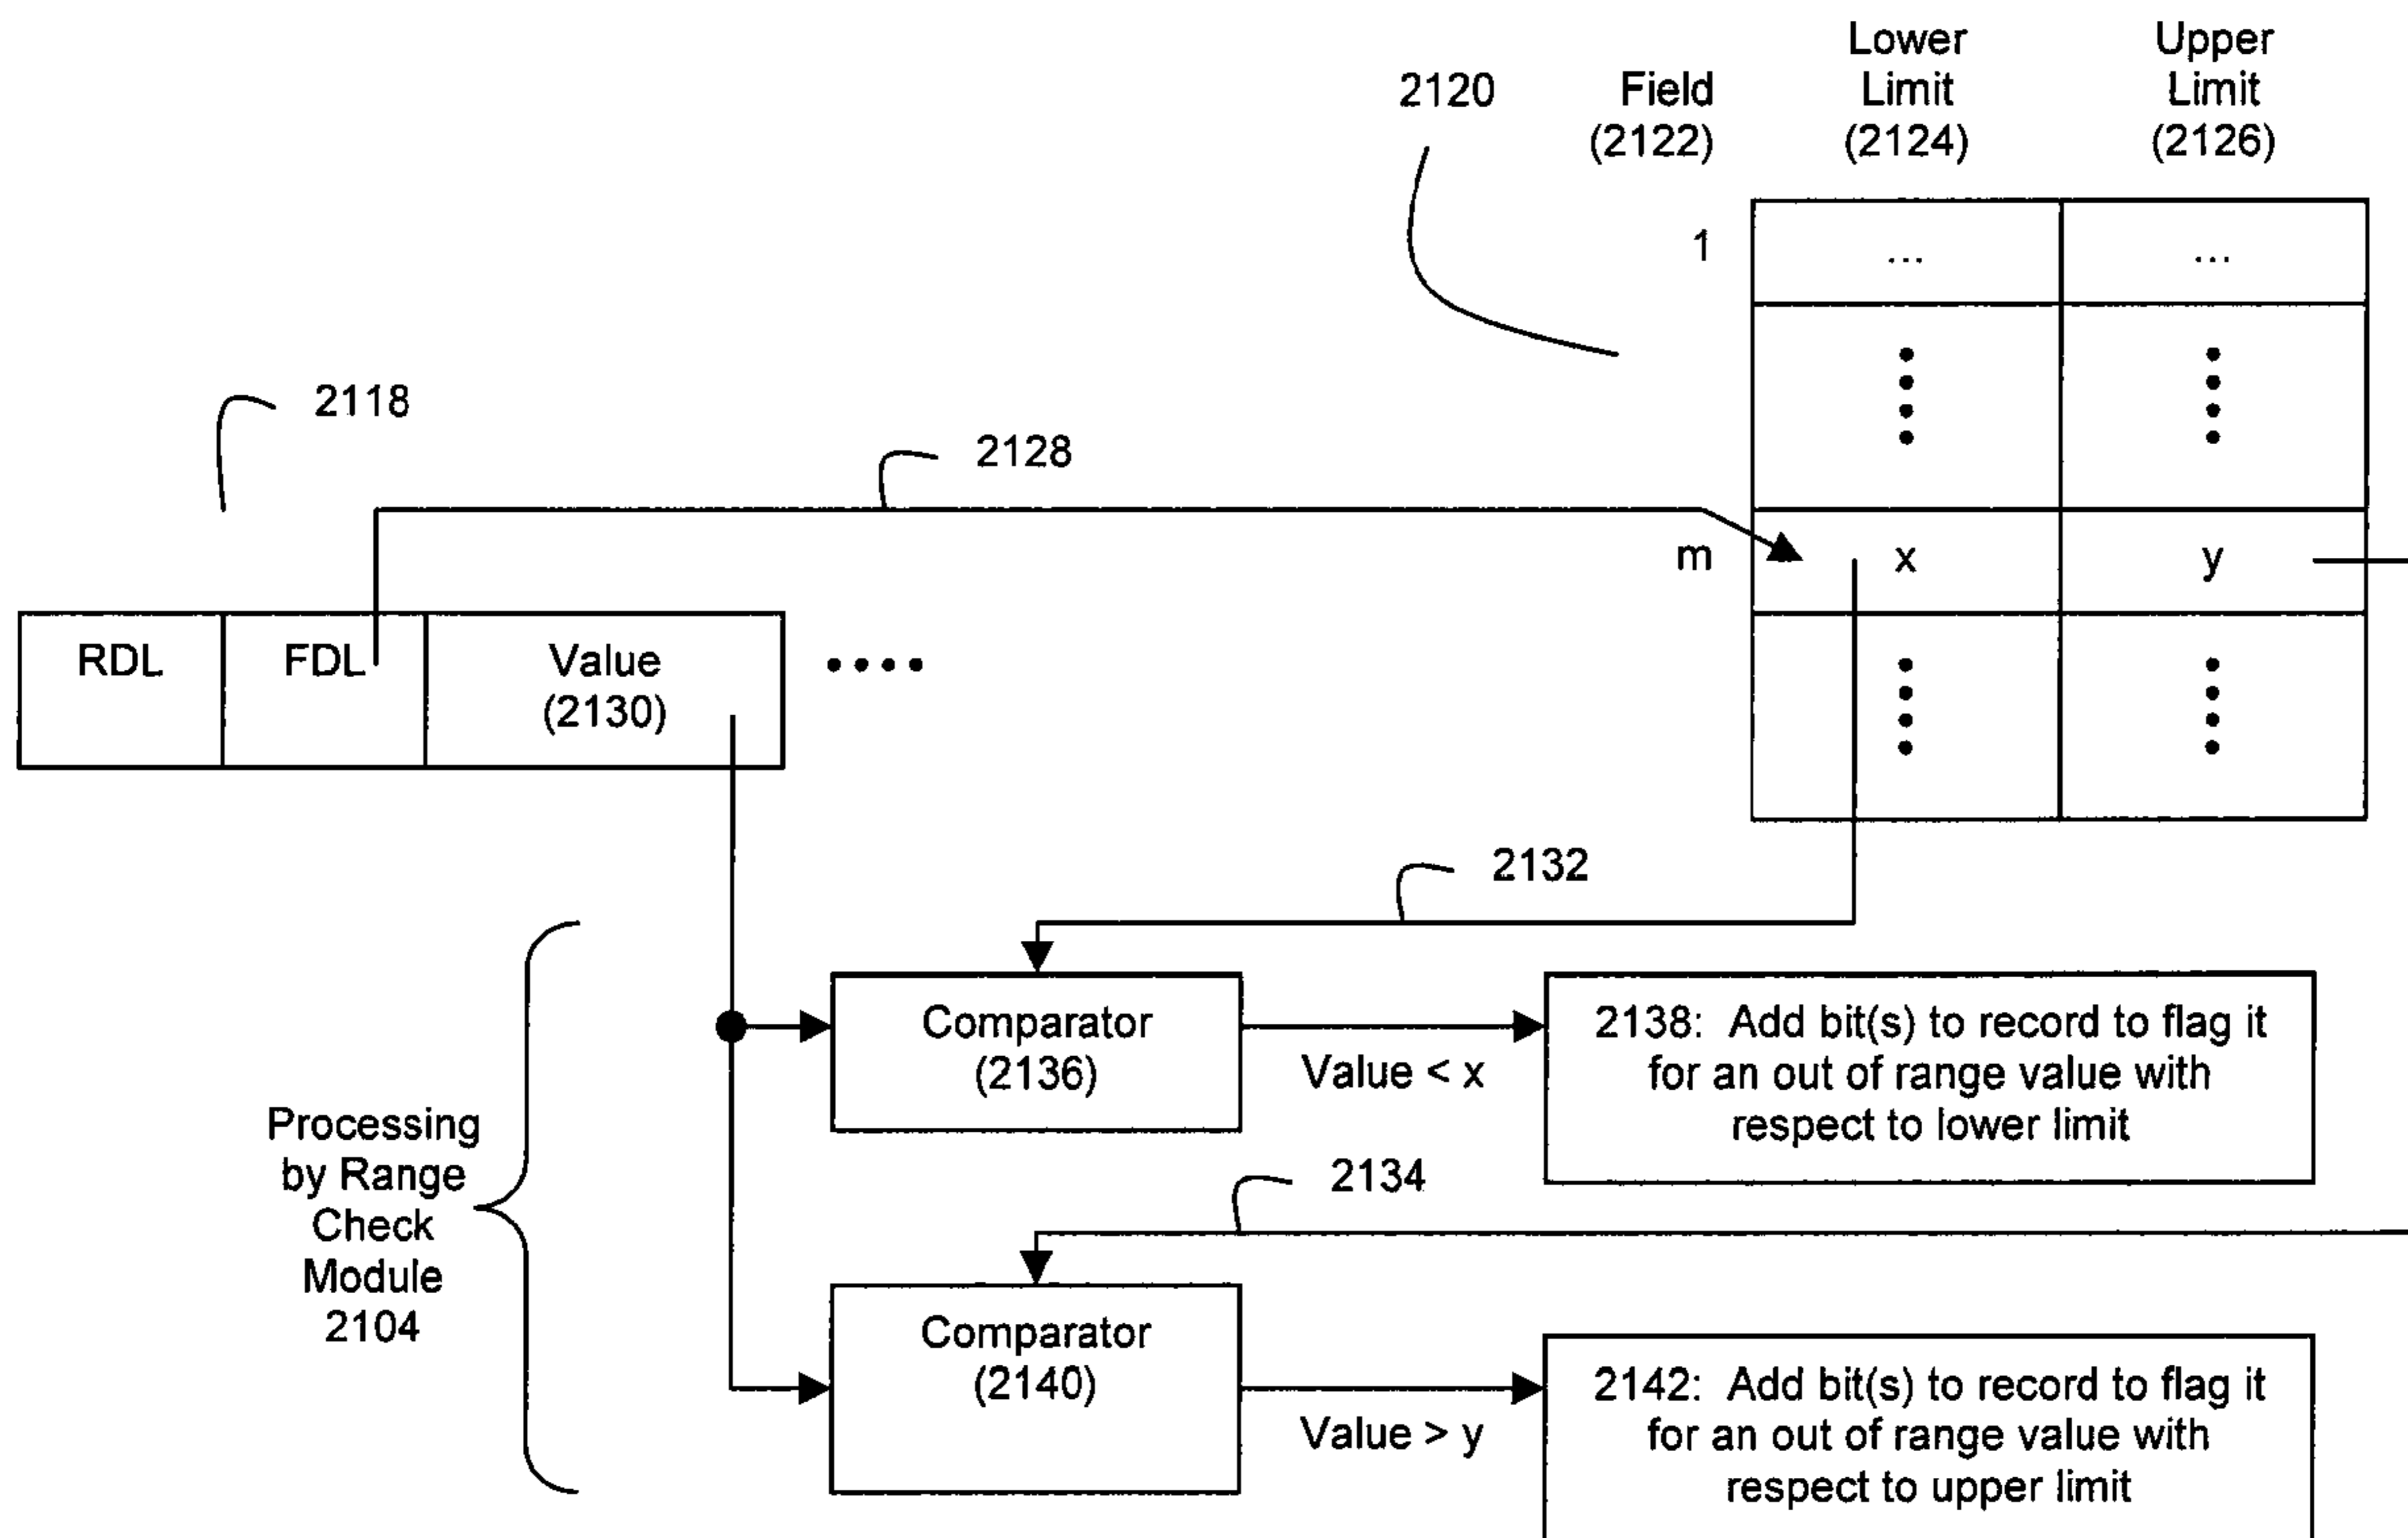 Lower
Limit
(2124)
Upper
Limit
(2126)
Field
(2122)
2120
1
... ...
2118
2128
m x y
RDL FDL Value
(2130)
2132
Comparator
(2136)
Value < x
2138: Add bit(s) to record to flag it
for an out of range value with
respect to lower limit
Processing
by Range
Check
Module
2104
2134
Comparator
(2140)
Value > y
2142: Add bit(s) to record to flag it
for an out of range value with
respect to upper limit